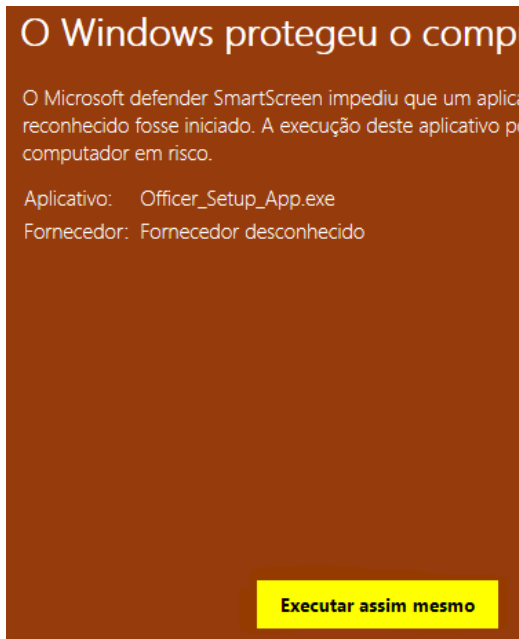 O Windows protegeu o comp
O Microsoft defender SmartScreen impediu que um aplica
reconhecido fosse iniciado. A execução deste aplicativo p
computador em risco.
Aplicativo: Officer_Setup_App.exe
Fornecedor: Fornecedor desconhecido
Executar assim mesmo